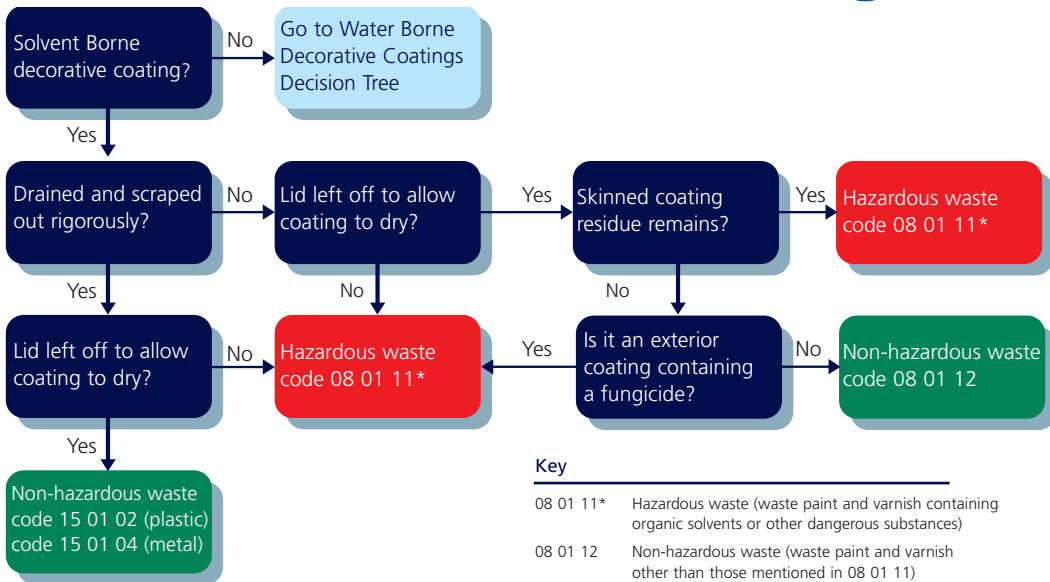 Solvent Borne
decorative coating?
No
Go to Water Borne
Decorative Coatings
Decision Tree
Yes
Drained and scraped
out rigorously?
No
Lid left off to allow
coating to dry?
Yes
Skinned coating
residue remains?
Yes
Hazardous waste
code 08 01 11*
Yes
No
No
Lid left off to allow
coating to dry?
No
Hazardous waste
code 08 01 11*
Yes
Is it an exterior
coating containing
a fungicide?
No
Non-hazardous waste
code 08 01 12
Yes
Non-hazardous waste
code 15 01 02 (plastic)
code 15 01 04 (metal)
Key
08 01 11* Hazardous waste (waste paint and varnish containing
organic solvents or other dangerous substances)
08 01 12 Non-hazardous waste (waste paint and varnish
other than those mentioned in 08 01 11)